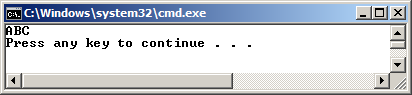 C:\Windows\system32\cmd.exe
ABC
Press any key to continue . . .